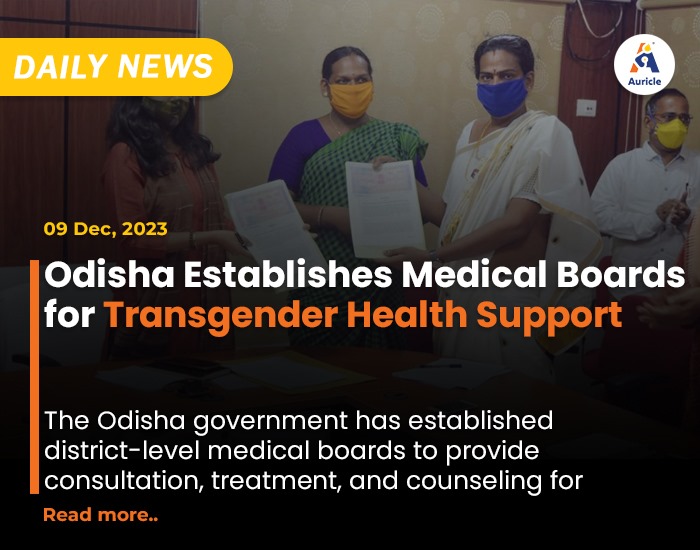 DAILY NEWS
Auricle
09 Dec, 2023
Odisha Establishes Medical Boards
for Transgender Health Support
The Odisha government has established
district-level medical boards to provide
consultation, treatment, and counseling for
Read more..